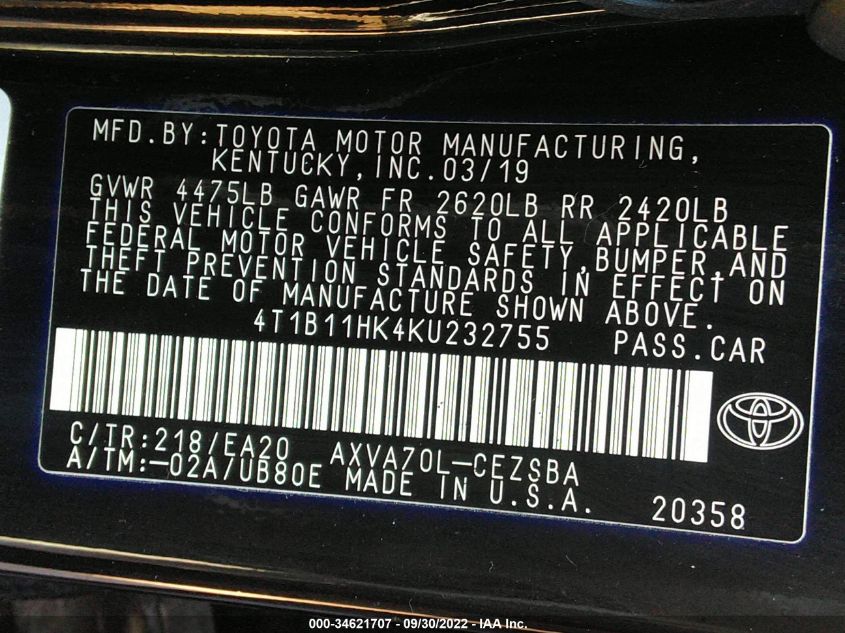 MFD.BY:TOYOTA MOTOR MANUFACTURING,
KENTUCKY,INC.03/19
GVWR 4475LB GAWR FR 2620LB RR 2420LB
THIS VEHICLE CONFORMS TO ALL APPLICABLE
FEDERAL MOTOR VEHICLE SAFETY,BUMPER,AND
THEFT PREVENTION STANDARDS IN EFFECT ON
THE DATE OF MANUFACTURE SHOWN ABOVE.
4T1B11HK4KU232755 PASS.CAR
C/TR:218/EA20 AXVA70L-CEZSBA
A/TM:-02A/UB80E MADE IN U.S.A.
20358
000-34621707 - 09/30/2022 - IAA Inc.